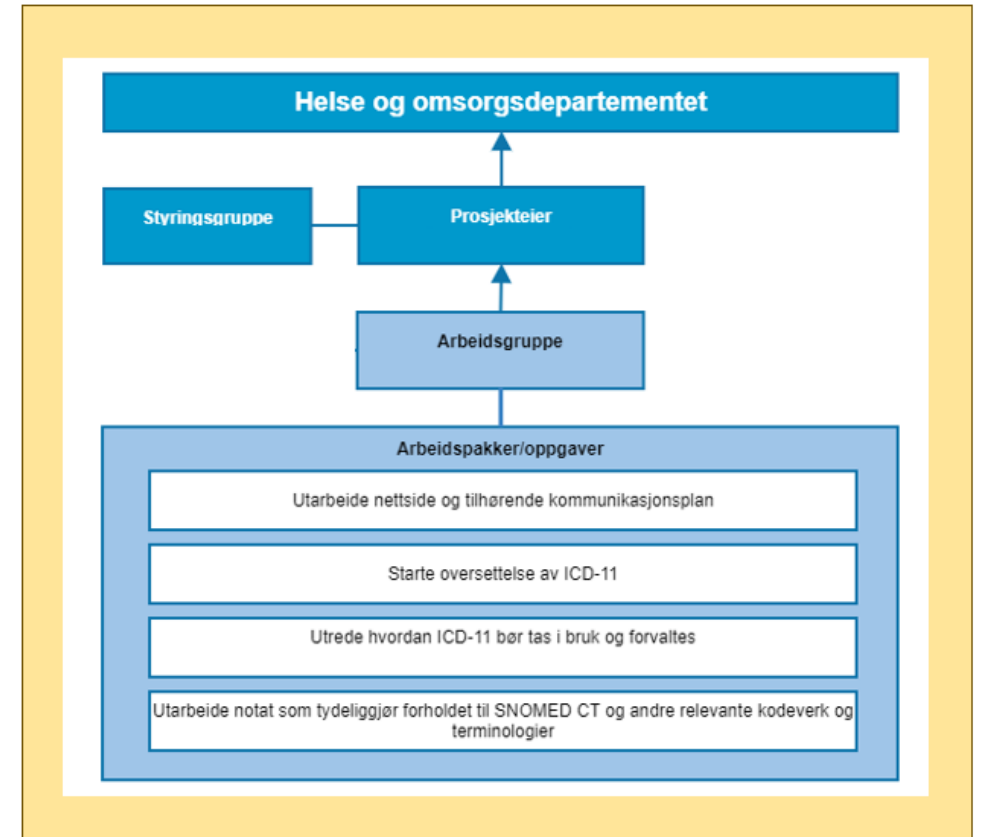 Helse og omsorgsdepartementet
Styringsgruppe
Prosjekteier
Arbeidsgruppe
Arbeidspakker/oppgaver
Utarbeide nettside og tilhørende kommunikasjonsplan
Starte oversettelse av ICD-11
Utrede hvordan ICD-11 bør tas i bruk og forvaltes
Utarbeide notat som tydeliggjør forholdet til SNOMED CT og andre relevante kodeverk og
terminologier